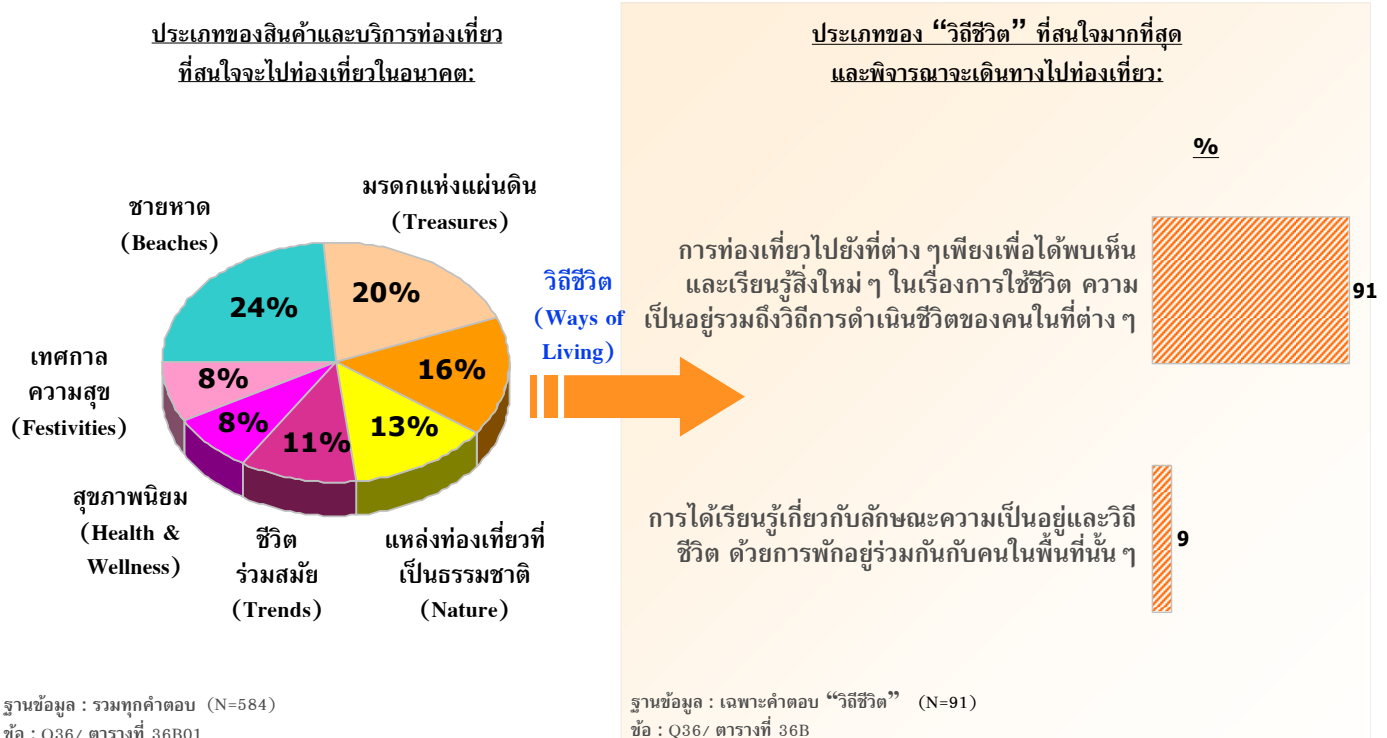 ประเภทของสินค้าและบริการท่องเที่ยว
ที่สนใจจะไปท่องเที่ยวในอนาคต:
ชายหาด
(Beaches)
มรดกแห่งแผ่นดิน
(Treasures)
วิถีชีวิต
(Ways of
Living)
24%
20%
16%
13%
11%
8%
8%
เทศกาล
ความสุข
(Festivities)
สุขภาพนิยม
(Health &
Wellness)
ชีวิต
ร่วมสมัย
(Trends)
แหล่งท่องเที่ยวที่
เป็นธรรมชาติ
(Nature)
ฐานข้อมูล : รวมทุกคำตอบ (N=584)
ข้อ : Q36/ ตารางที่ 36B01
ประเภทของ “วิถีชีวิต” ที่สนใจมากที่สุด
และพิจารณาจะเดินทางไปท่องเที่ยว:
%
การท่องเที่ยวไปยังที่ต่าง ๆเพียงเพื่อได้พบเห็น
และเรียนรู้สิ่งใหม่ ๆ ในเรื่องการใช้ชีวิต ความ
เป็นอยู่รวมถึงวิถีการดำเนินชีวิตของคนในที่ต่าง ๆ
91
การได้เรียนรู้เกี่ยวกับลักษณะความเป็นอยู่และวิถี
ชีวิต ด้วยการพักอยู่ร่วมกันกับคนในพื้นที่นั้น ๆ
9
ฐานข้อมูล : เฉพาะคำตอบ “วิถีชีวิต” (N=91)
ข้อ : Q36/ ตารางที่ 36B